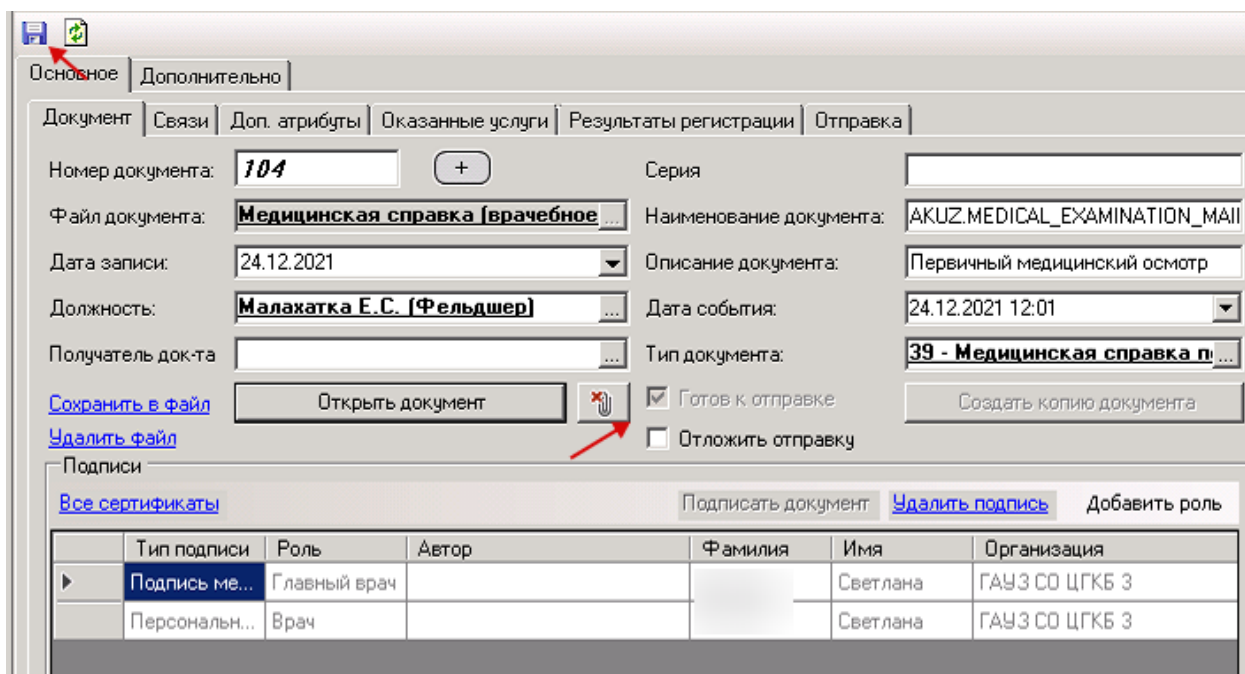 Основное Дополнительно
Документ Связи Доп. атрибуты Оказанные услуги Результаты регистрации Отправка
Номер документа: 104 + Серия
Файл документа: Медицинская справка (врачебное ... Наименование документа: AKUZ.MEDICAL_EXAMINATION_MAII
Дата записи: 24.12.2021 Описание документа: Первичный медицинский осмотр
Должность: Малахатка Е.С. (Фельдшер) ... Дата события: 24.12.2021 12:01
Получатель док-та ... Тип документа: 39 - Медицинская справка п ...
Сохранить в файл Открыть документ Готов к отправке Создать копию документа
Удалить файл Отложить отправку
Подписи
Все сертификаты Подписать документ Удалить подпись Добавить роль
Тип подписи Роль Автор Фамилия Имя Организация
Подпись ме... Главный врач Светлана ГАУЗ СО ЦГКБ 3
Персональн... Врач Светлана ГАУЗ СО ЦГКБ 3